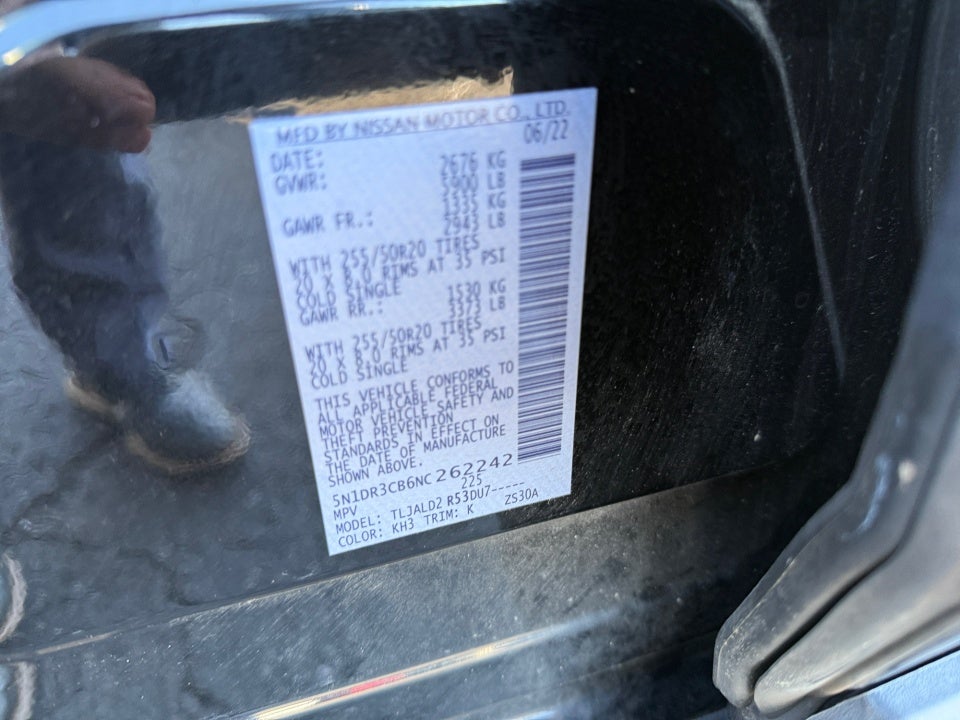 MFD BY NISSAN MOTOR CO., LTD.
DATE: 06/22
GVWR: 2676 KG
5900 LB
GAWR FR.: 1335 KG
2943 LB
WITH 255/50R20 TIRES
20 X 8.0 RIMS AT 35 PSI
COLD SINGLE
GAWR RR.: 1530 KG
3373 LB
WITH 255/50R20 TIRES
20 X 8.0 RIMS AT 35 PSI
COLD SINGLE
THIS VEHICLE CONFORMS TO
ALL APPLICABLE FEDERAL
MOTOR VEHICLE SAFETY AND
THEFT PREVENTION
STANDARDS IN EFFECT ON
THE DATE OF MANUFACTURE
SHOWN ABOVE.
5N1DR3CB6NC262242
MPV 225
MODEL: TLJALD2 R53DU7-----
COLOR: KH3 TRIM: K ZS30A